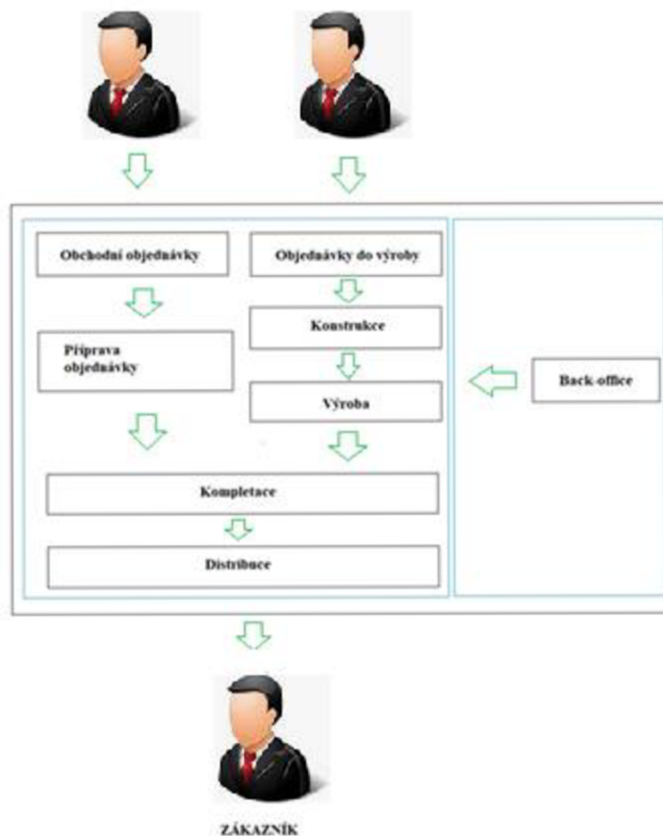 Obchodní objednávky
Objednávky do výroby
Konstrukce
Příprava
objednávky
Back-office
Výroba
Kompletace
Distribuce
ZÁKAZNÍK